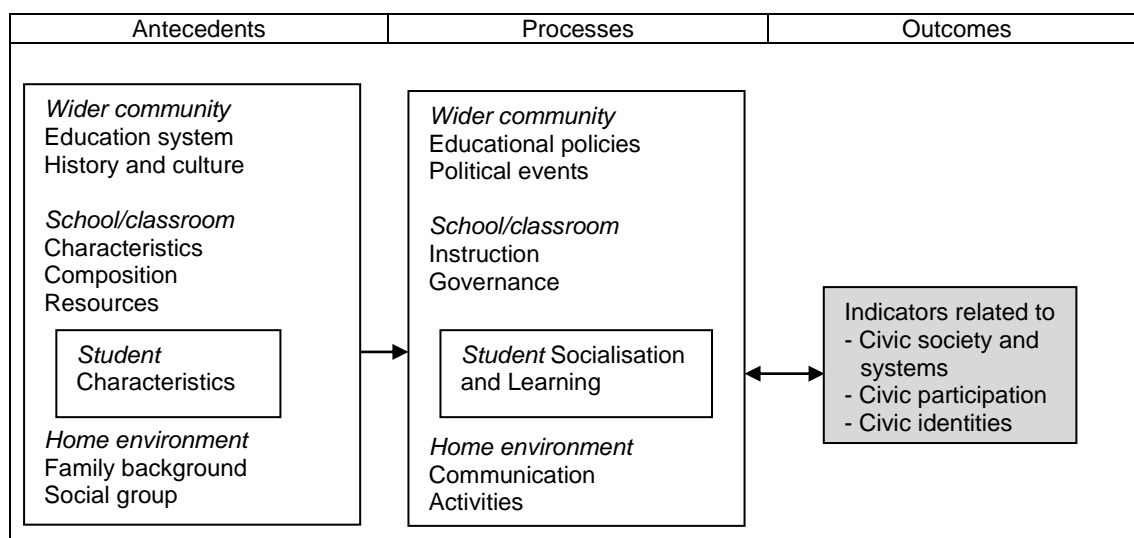 Antecedents
Processes
Outcomes
Wider community
Education system
History and culture
School/classroom
Characteristics
Composition
Resources
Student
Characteristics
Home environment
Family background
Social group
Wider community
Educational policies
Political events
School/classroom
Instruction
Governance
Student Socialisation
and Learning
Home environment
Communication
Activities
Indicators related to
- Civic society and
systems
- Civic participation
- Civic identities